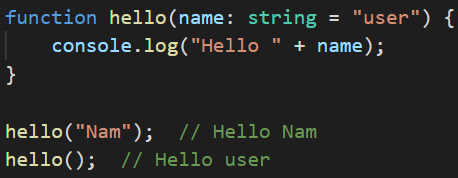 function hello(name: string = "user") {
    console.log("Hello " + name);
}
hello("Nam");  // Hello Nam
hello();  // Hello user